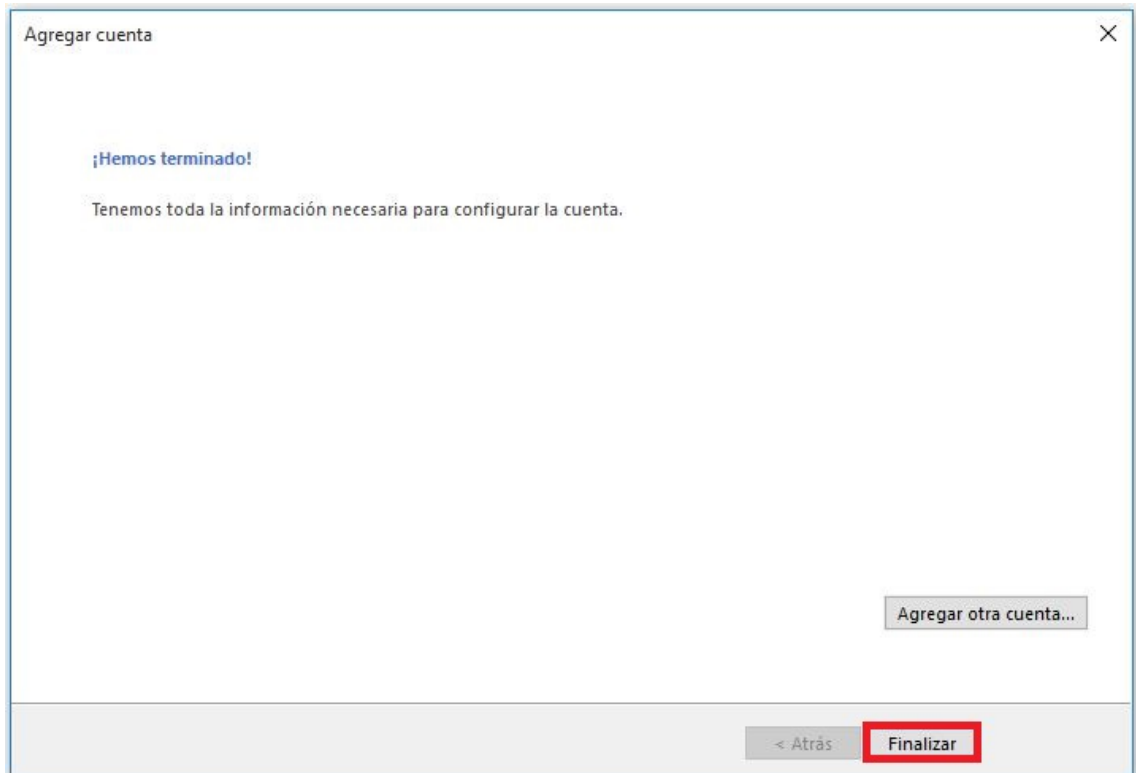 Agregar cuenta
¡Hemos terminado!
Tenemos toda la información necesaria para configurar la cuenta.
Agregar otra cuenta...
< Atrás
Finalizar